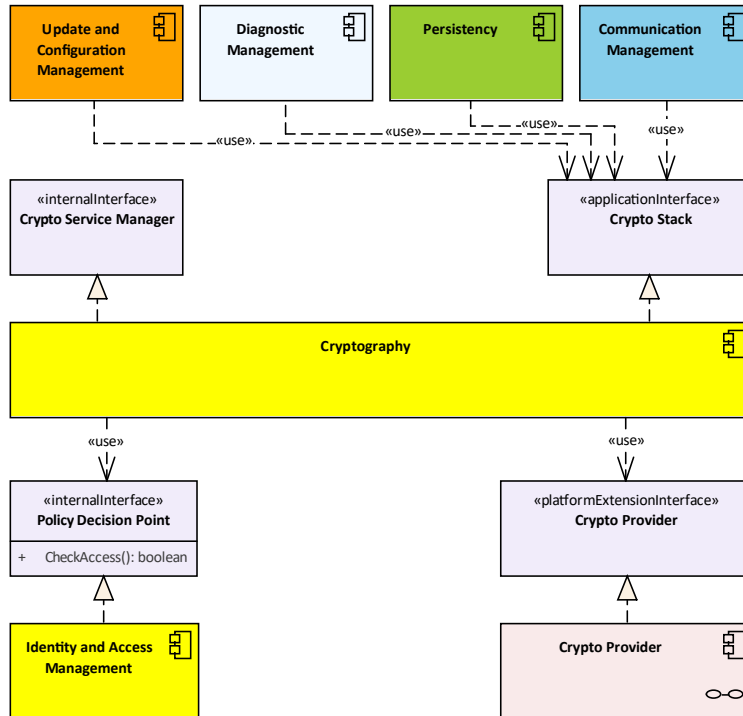 Update and
Configuration
Management
Diagnostic
Management
Persistency
Communication
Management
«use»
«use»
«use»
«use»
«internalInterface»
Crypto Service Manager
«applicationInterface»
Crypto Stack
Cryptography
«use»
«use»
«internalInterface»
Policy Decision Point
+ CheckAccess(): boolean
«platformExtensionInterface»
Crypto Provider
Identity and Access
Management
Crypto Provider